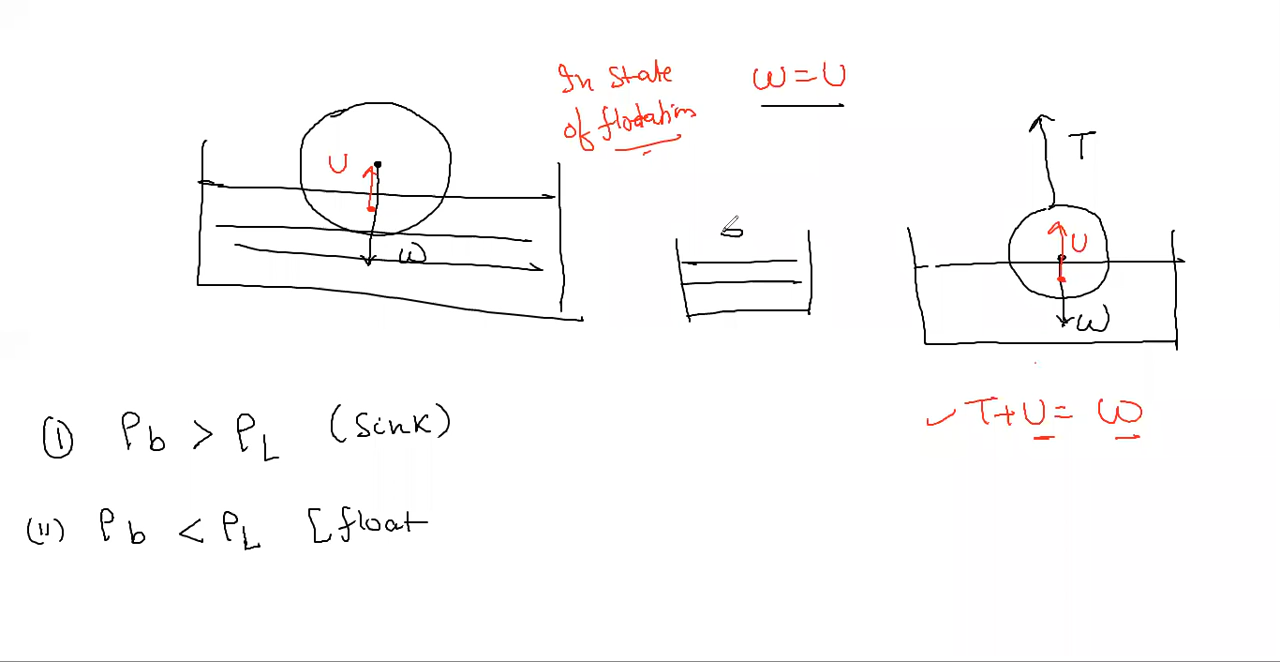 In state
of flotation
W = U
U
W
T
U
W
T + U = W
(I) ρb > ρL (Sink)
(II) ρb < ρL [float